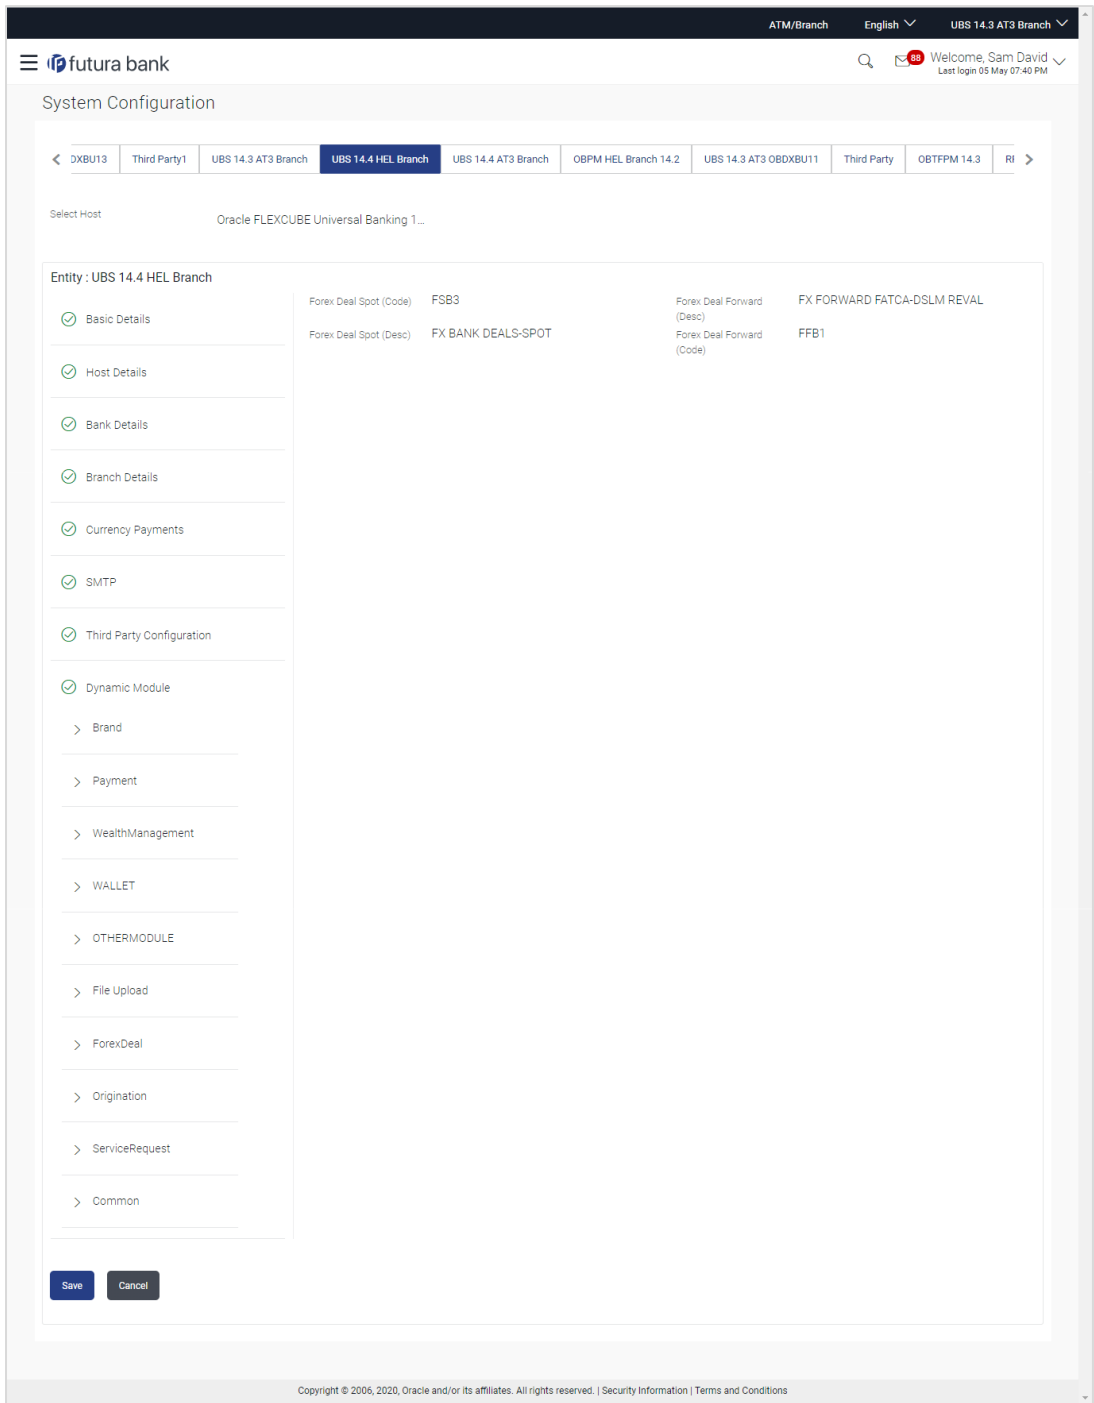 ATM/Branch English UBS 14.3 AT3 Branch
futura bank 88 Welcome, Sam David
Last login 05 May 07:40 PM
System Configuration
DXBU13 Third Party1 UBS 14.3 AT3 Branch UBS 14.4 HEL Branch UBS 14.4 AT3 Branch OBPM HEL Branch 14.2 UBS 14.3 AT3 OBDXBU11 Third Party OBTFPM 14.3
Select Host Oracle FLEXCUBE Universal Banking 1...
Entity : UBS 14.4 HEL Branch
Forex Deal Spot (Code) FSB3 Forex Deal Forward (Desc) FX FORWARD FATCA-DSLM REVAL
Forex Deal Spot (Desc) FX BANK DEALS-SPOT Forex Deal Forward (Code) FFB1
Basic Details
Host Details
Bank Details
Branch Details
Currency Payments
SMTP
Third Party Configuration
Dynamic Module
Brand
Payment
WealthManagement
WALLET
OTHERMODULE
File Upload
ForexDeal
Origination
ServiceRequest
Common
Save Cancel
Copyright © 2006, 2020, Oracle and/or its affiliates. All rights reserved. | Security Information | Terms and Conditions